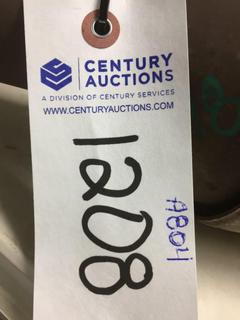 CENTURY
AUCTIONS
A DIVISION OF CENTURY SERVICES
WWW.CENTURYAUCTIONS.COM
1208
A804